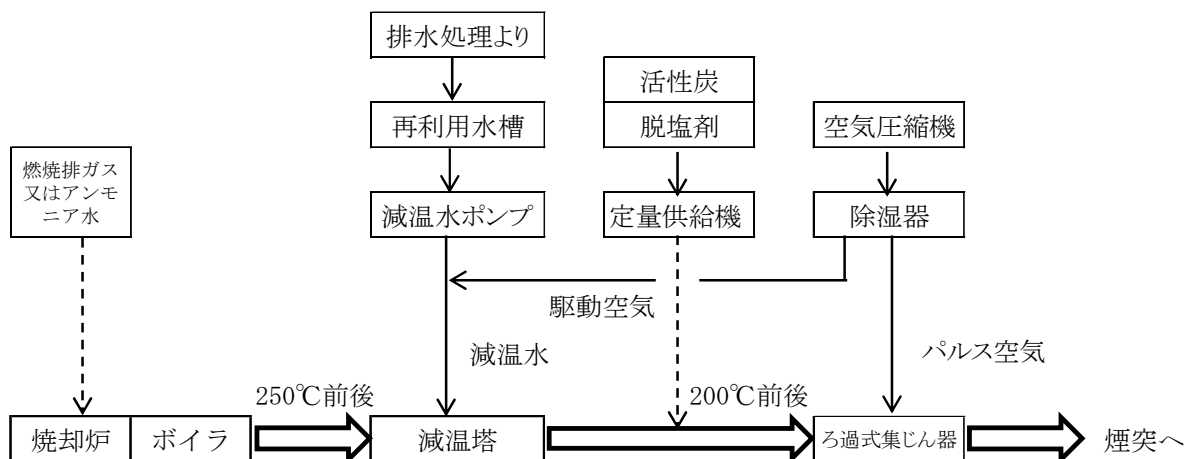 排水処理より
活性炭
再利用水槽
脱塩剤
空気圧縮機
燃焼排ガス
又はアンモ
ニア水
減温水ポンプ
定量供給機
除湿器
駆動空気
減温水
パルス空気
250℃前後
200℃前後
焼却炉
ボイラ
減温塔
ろ過式集じん器
煙突へ